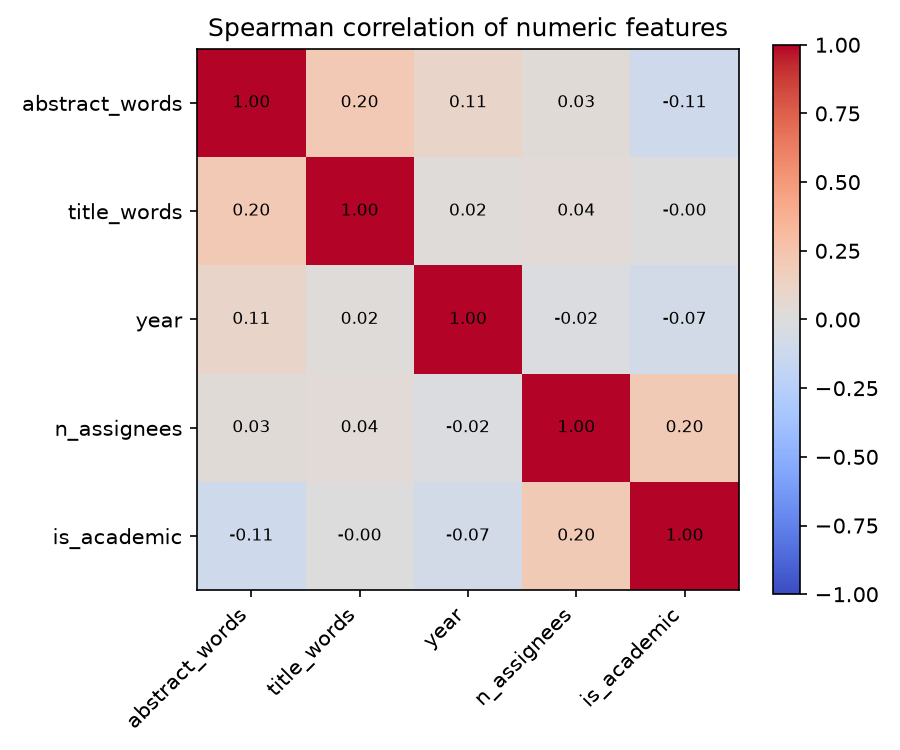 Spearman correlation of numeric features
abstract_words 1.00 0.20 0.11 0.03 -0.11
title_words 0.20 1.00 0.02 0.04 -0.00
year 0.11 0.02 1.00 -0.02 -0.07
n_assignees 0.03 0.04 -0.02 1.00 0.20
is_academic -0.11 -0.00 -0.07 0.20 1.00
abstract_words
title_words
year
n_assignees
is_academic
1.00
0.75
0.50
0.25
0.00
−0.25
−0.50
−0.75
−1.00